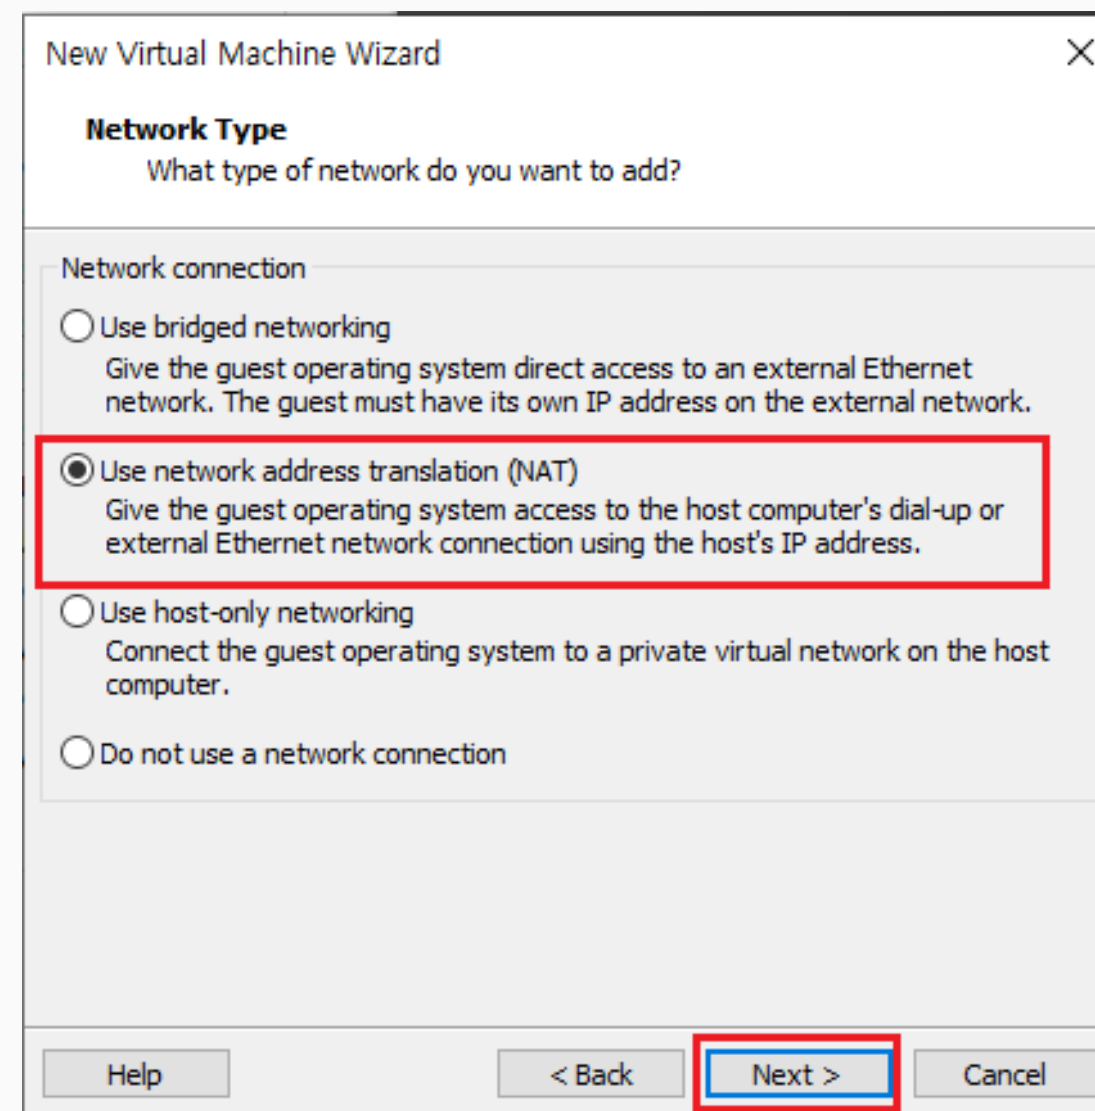 New Virtual Machine Wizard
Network Type
What type of network do you want to add?
Network connection
Use bridged networking
Give the guest operating system direct access to an external Ethernet
network. The guest must have its own IP address on the external network.
Use network address translation (NAT)
Give the guest operating system access to the host computer's dial-up or
external Ethernet network connection using the host's IP address.
Use host-only networking
Connect the guest operating system to a private virtual network on the host
computer.
Do not use a network connection
Help
< Back
Next >
Cancel